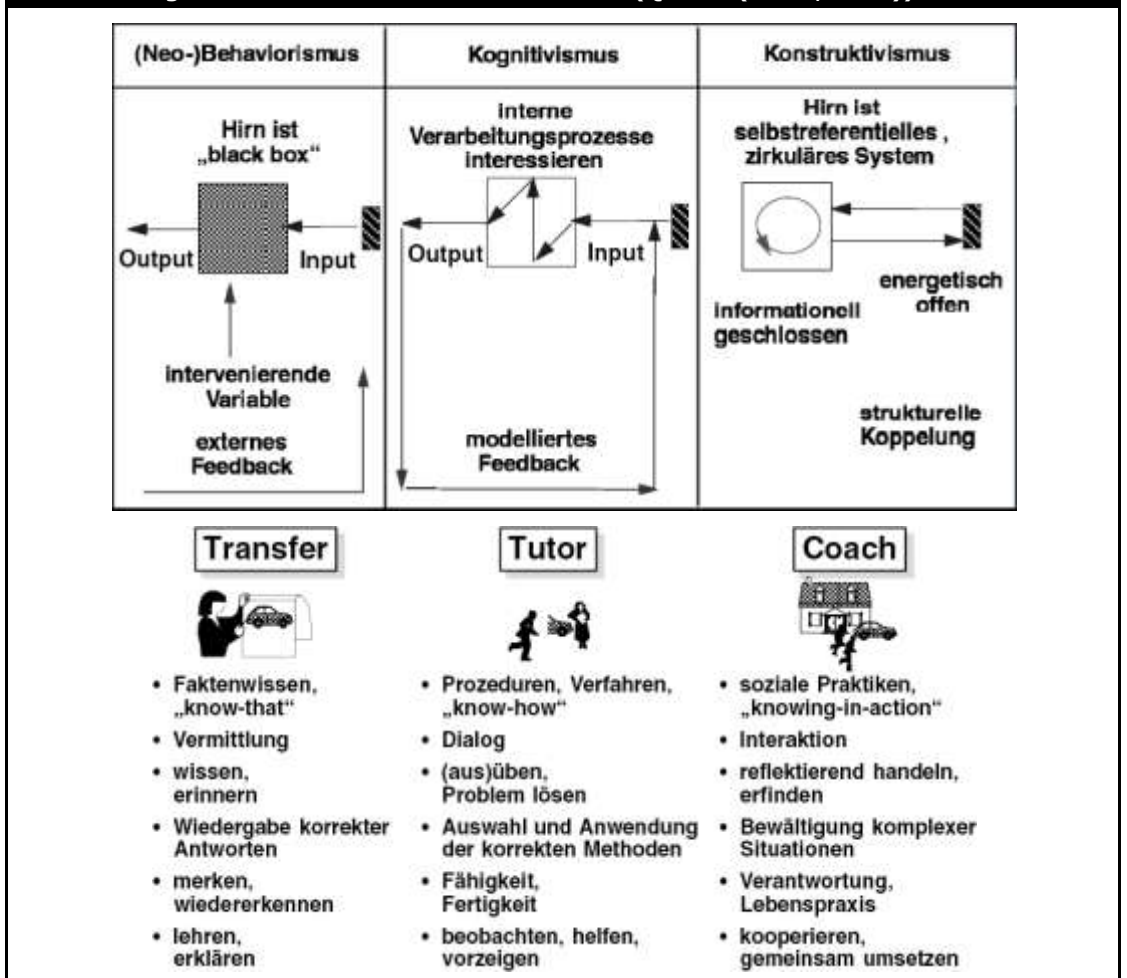 (Neo-)Behaviorismus
Kognitivismus
Konstruktivismus
Hirn ist
„black box“
Output
Input
intervenierende
Variable
externes
Feedback
interne
Verarbeitungsprozesse
interessieren
Output
Input
modelliertes
Feedback
Hirn ist
selbstreferentielles ,
zirkuläres System
energetisch
offen
informationell
geschlossen
strukturelle
Koppelung
Transfer
• Faktenwissen,
„know-that“
• Vermittlung
• wissen,
erinnern
• Wiedergabe korrekter
Antworten
• merken,
wiedererkennen
• lehren,
erklären
Tutor
• Prozeduren, Verfahren,
„know-how“
• Dialog
• (aus)üben,
Problem lösen
• Auswahl und Anwendung
der korrekten Methoden
• Fähigkeit,
Fertigkeit
• beobachten, helfen,
vorzeigen
Coach
• soziale Praktiken,
„knowing-in-action“
• Interaktion
• reflektierend handeln,
erfinden
• Bewältigung komplexer
Situationen
• Verantwortung,
Lebenspraxis
• kooperieren,
gemeinsam umsetzen